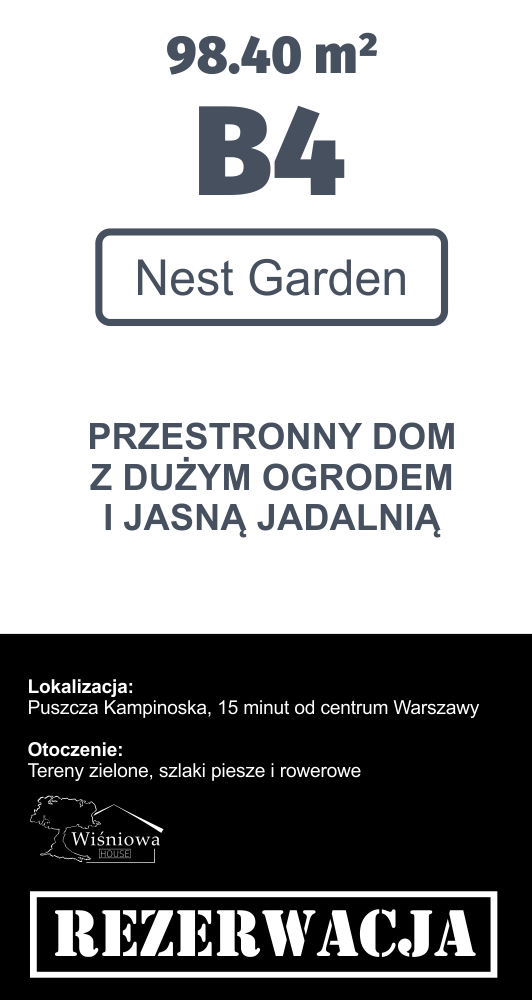 98.40 m²
B4
Nest Garden
PRZESTRONNY DOM
Z DUŻYM OGRODEM
I JASNĄ JADALNIĄ
Lokalizacja:
Puszcza Kampinoska, 15 minut od centrum Warszawy
Otoczenie:
Tereny zielone, szlaki piesze i rowerowe
Wiśniowa
HOUSE
REZERWACJA